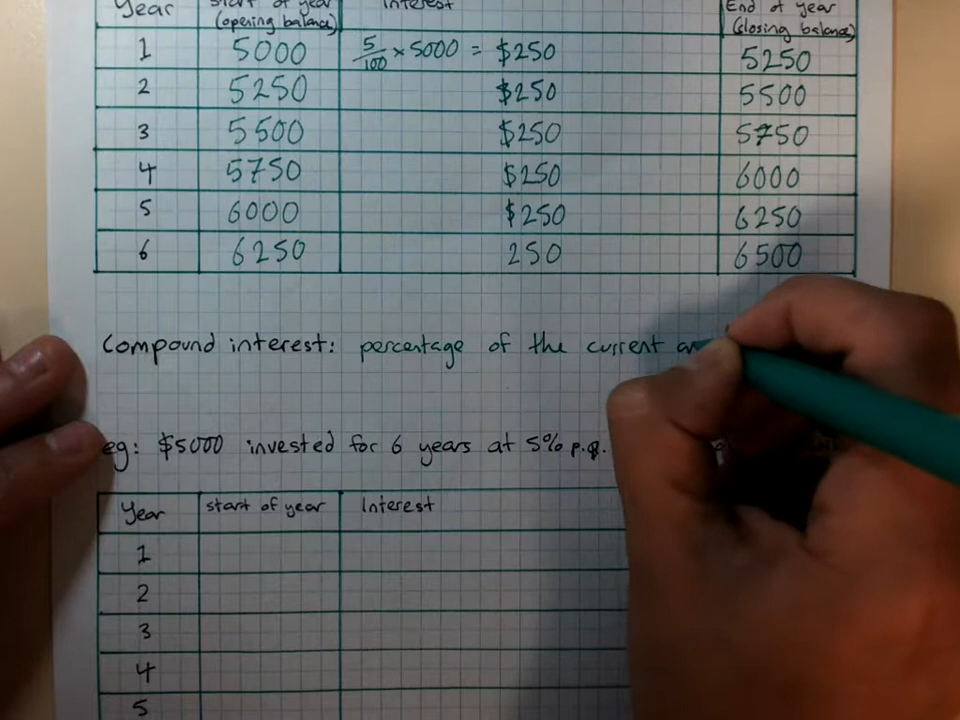 Year start of year Interest End of year
(opening balance) (closing balance)
1 5000 5/100 × 5000 = $250 5250
2 5250 $250 5500
3 5500 $250 5750
4 5750 $250 6000
5 6000 $250 6250
6 6250 250 6500
Compound interest: percentage of the current
eg: $5000 invested for 6 years at 5% p.a.
Year start of year Interest
1
2
3
4
5